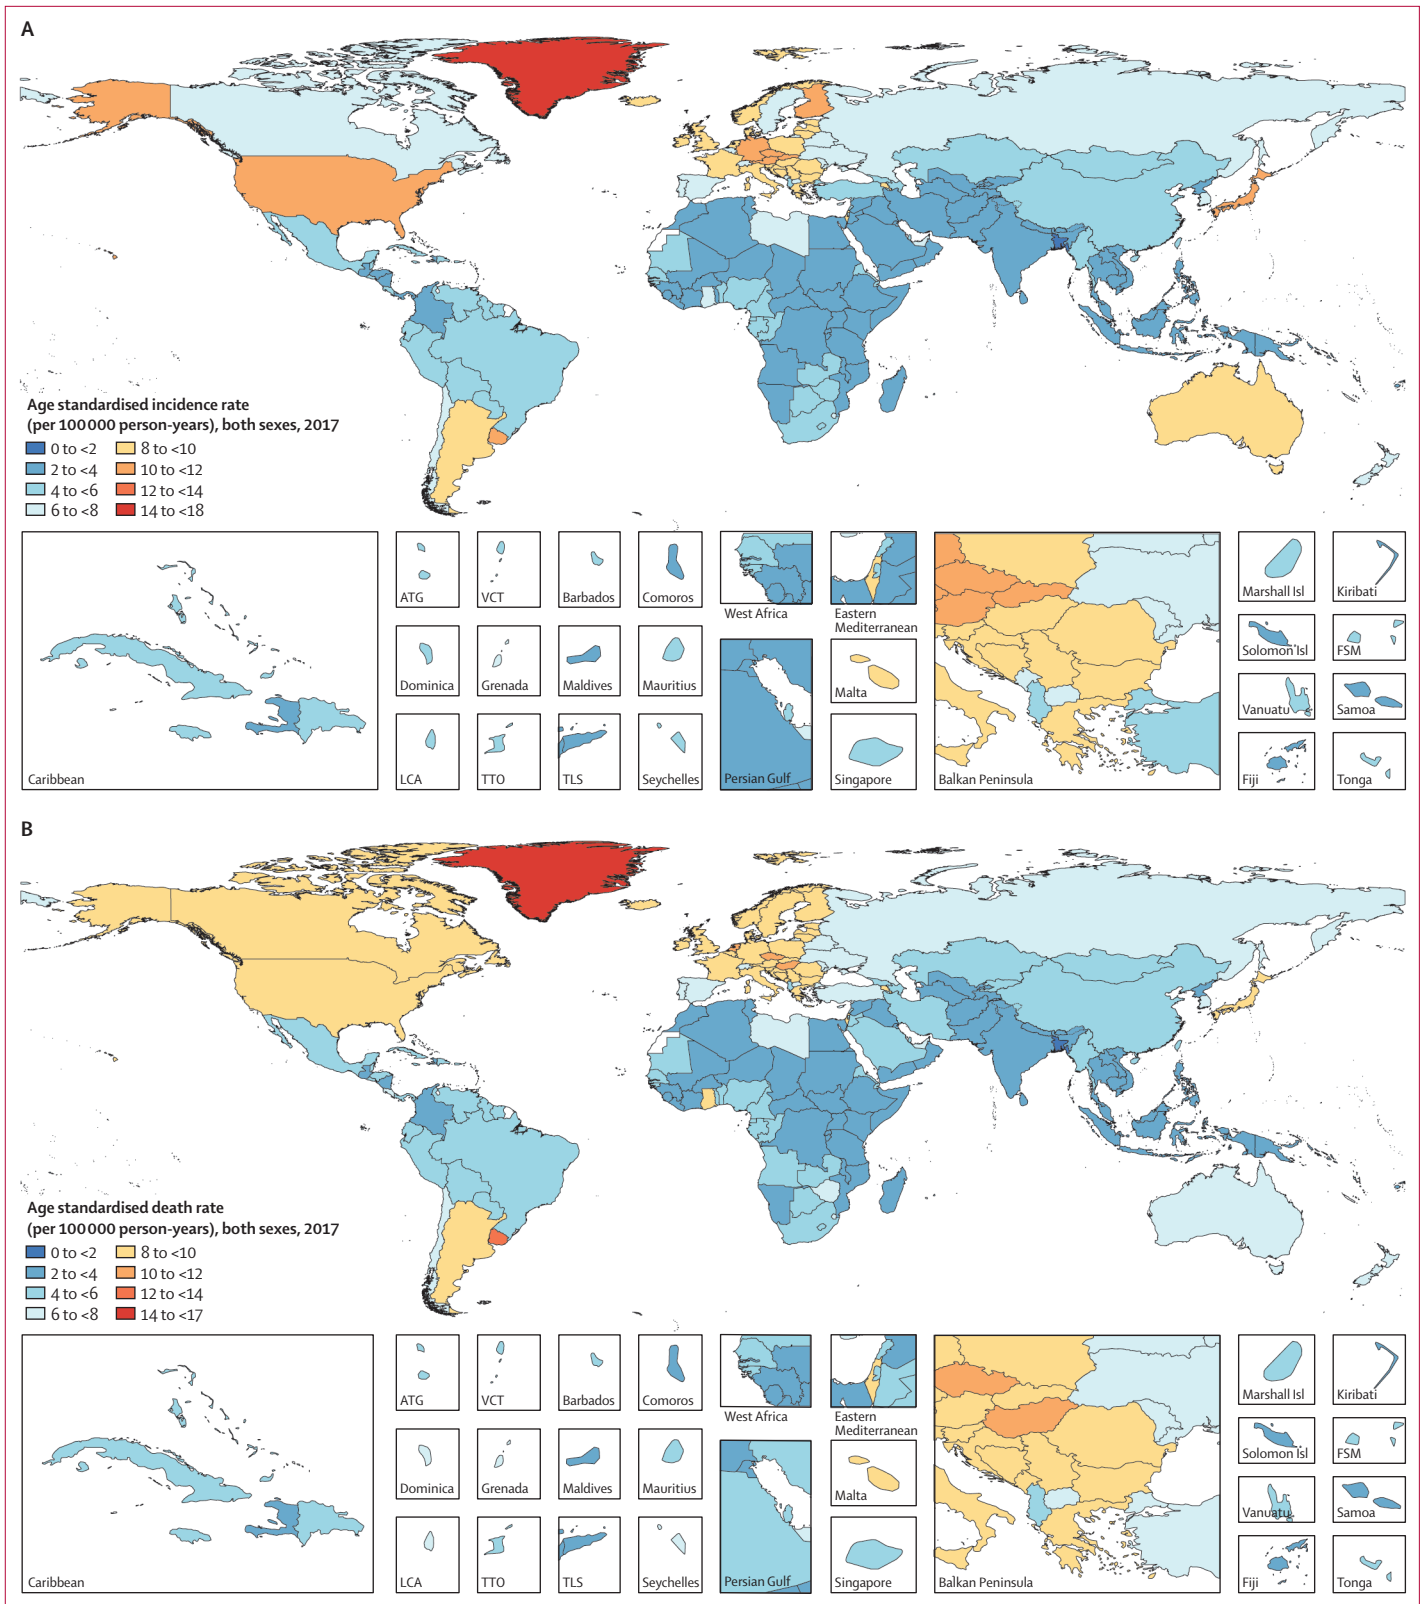 A
Age standardised incidence rate
(per 100 000 person-years), both sexes, 2017
0 to <2
8 to <10
2 to <4
10 to <12
4 to <6
12 to <14
6 to <8
14 to <18
Caribbean
ATG
VCT
Barbados
Comoros
Dominica
Grenada
Maldives
Mauritius
LCA
TTO
TLS
Seychelles
West Africa
Eastern
Mediterranean
Persian Gulf
Malta
Singapore
Balkan Peninsula
Marshall Isl
Kiribati
Solomon Isl
FSM
Vanuatu
Samoa
Fiji
Tonga
B
Age standardised death rate
(per 100 000 person-years), both sexes, 2017
0 to <2
8 to <10
2 to <4
10 to <12
4 to <6
12 to <14
6 to <8
14 to <17
Caribbean
ATG
VCT
Barbados
Comoros
Dominica
Grenada
Maldives
Mauritius
LCA
TTO
TLS
Seychelles
West Africa
Eastern
Mediterranean
Persian Gulf
Malta
Singapore
Balkan Peninsula
Marshall Isl
Kiribati
Solomon Isl
FSM
Vanuatu
Samoa
Fiji
Tonga